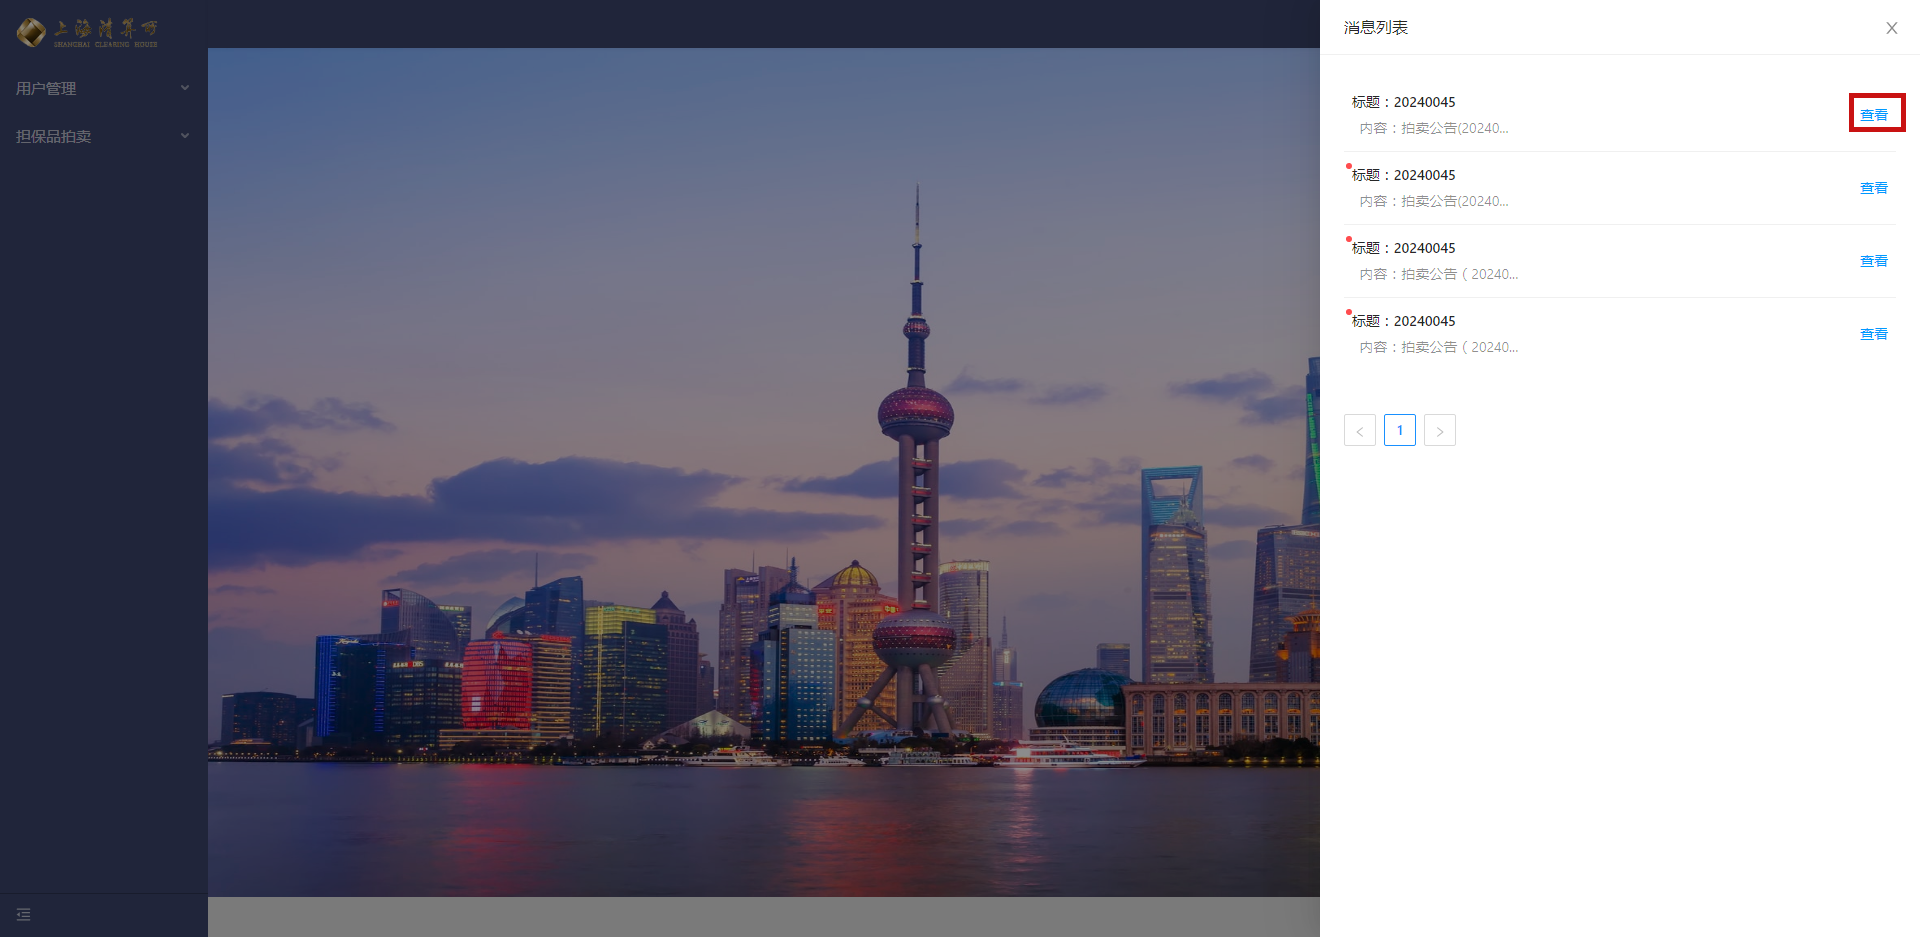 上海清算所
SHANGHAI CLEARING HOUSE
用户管理
担保品拍卖
消息列表
标题：20240045
内容：拍卖公告(20240...
查看
标题：20240045
内容：拍卖公告(20240...
查看
标题：20240045
内容：拍卖公告（20240...
查看
标题：20240045
内容：拍卖公告（20240...
查看
< 1 >